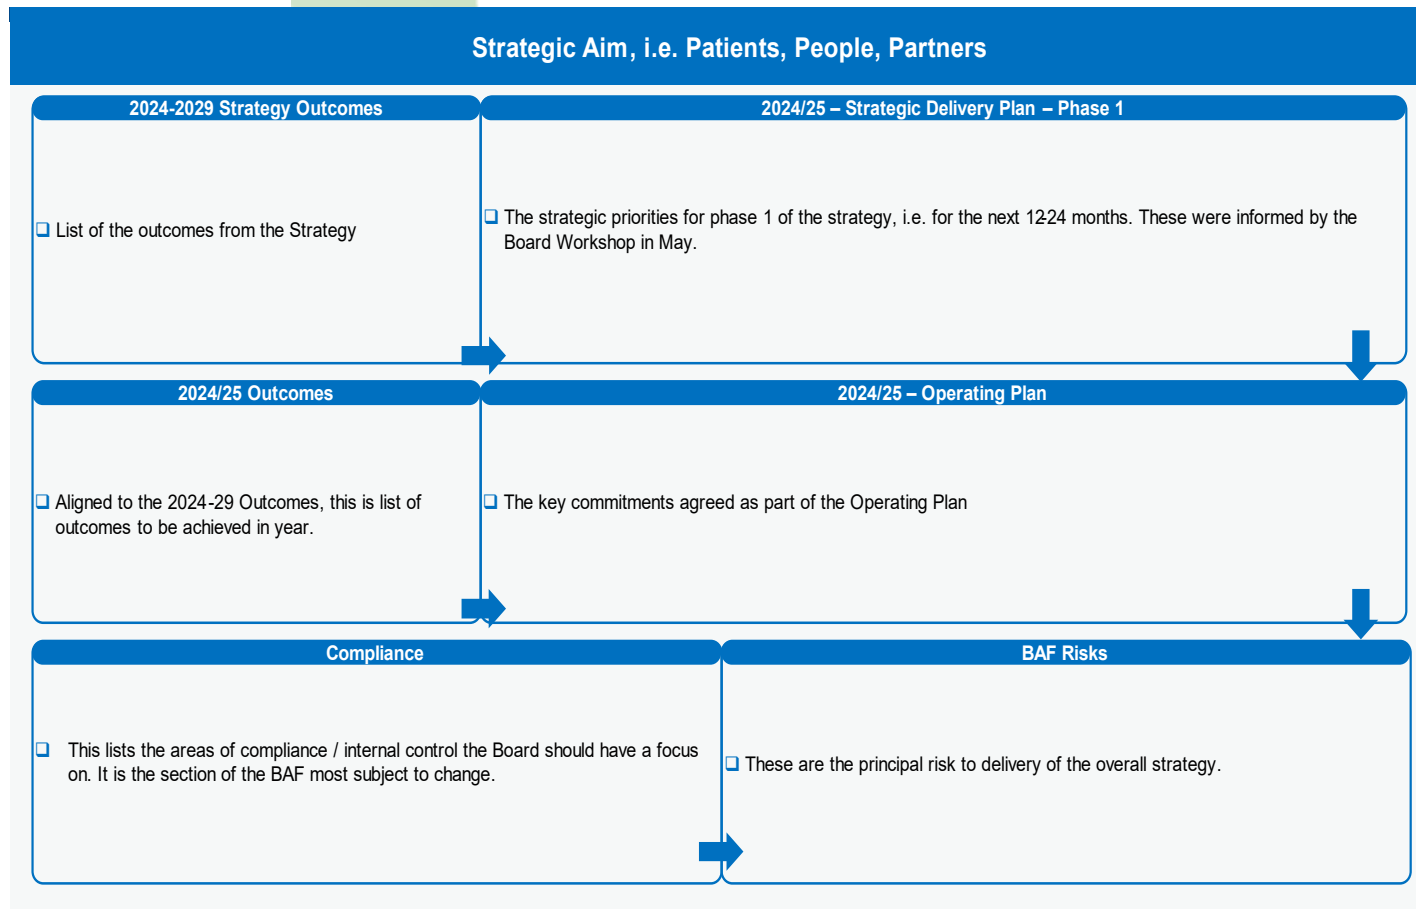 Strategic Aim, i.e. Patients, People, Partners
2024-2029 Strategy Outcomes
List of the outcomes from the Strategy
2024/25 – Strategic Delivery Plan – Phase 1
The strategic priorities for phase 1 of the strategy, i.e. for the next 12-24 months. These were informed by the
Board Workshop in May.
2024/25 Outcomes
Aligned to the 2024-29 Outcomes, this is list of
outcomes to be achieved in year.
2024/25 – Operating Plan
The key commitments agreed as part of the Operating Plan
Compliance
This lists the areas of compliance / internal control the Board should have a focus
on. It is the section of the BAF most subject to change.
BAF Risks
These are the principal risk to delivery of the overall strategy.